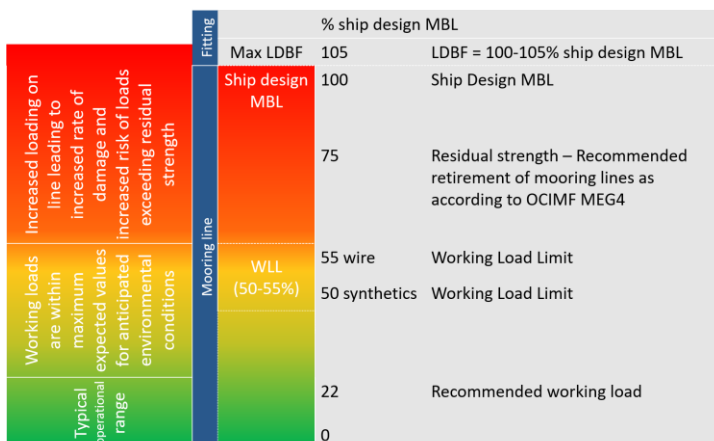 % ship design MBL
Fitting
Max LDBF 105 LDBF = 100-105% ship design MBL
Ship design
MBL
100 Ship Design MBL
75 Residual strength – Recommended
retirement of mooring lines as
according to OCIMF MEG4
Mooring line
WLL
(50-55%)
55 wire Working Load Limit
50 synthetics Working Load Limit
22 Recommended working load
0
Increased loading on
line leading to
increased rate of
damage and
increased risk of loads
exceeding residual
strength
Working loads
are within
maximum
expected values
for anticipated
environmental
conditions
Typical
operational
range